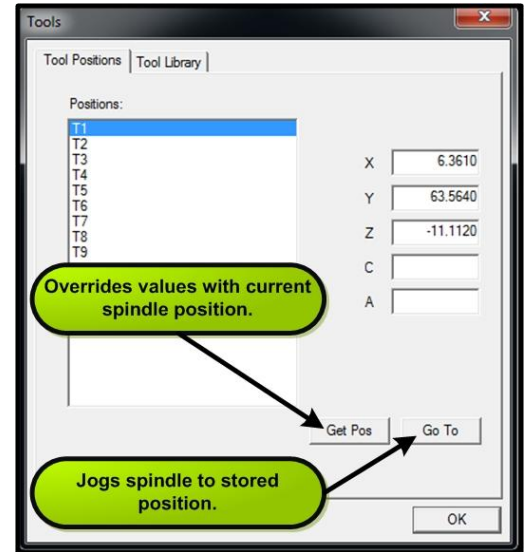 Tools
Tool Positions
Tool Library
Positions:
T1
T2
T3
T4
T5
T6
T7
T8
T9
X 6.3610
Y 63.5640
Z -11.1120
C
A
Overrides values with current
spindle position.
Get Pos
Go To
Jogs spindle to stored
position.
OK